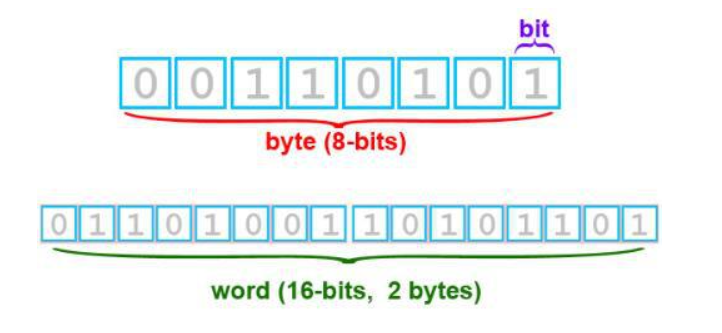 bit
0 0 1 1 0 1 0 1
byte (8-bits)
0 1 1 0 1 0 0 1 1 0 1 0 1 1 0 1
word (16-bits, 2 bytes)